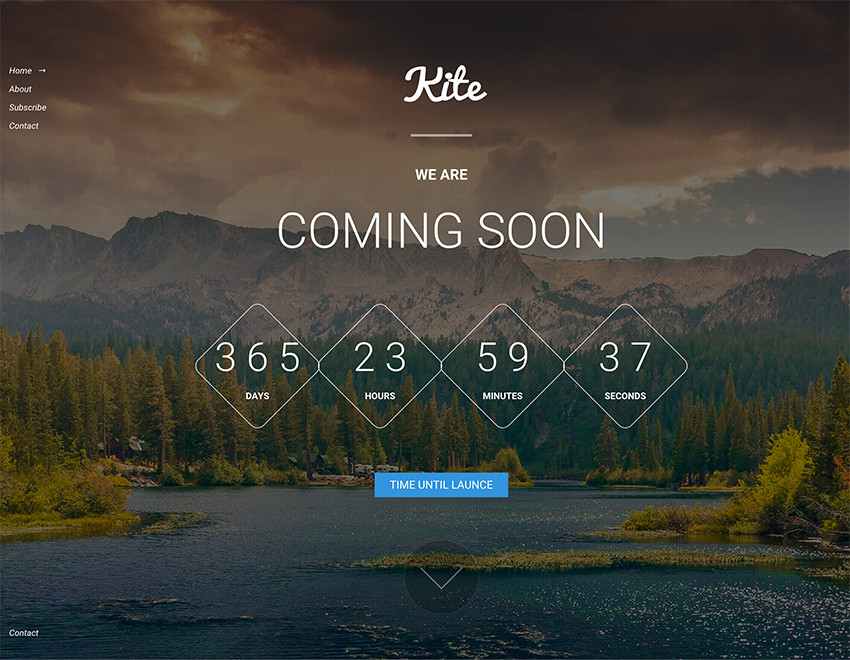 Home →
About
Subscribe
Contact
Kite
WE ARE
COMING SOON
365
DAYS
23
HOURS
59
MINUTES
37
SECONDS
TIME UNTIL LAUNCE
Contact